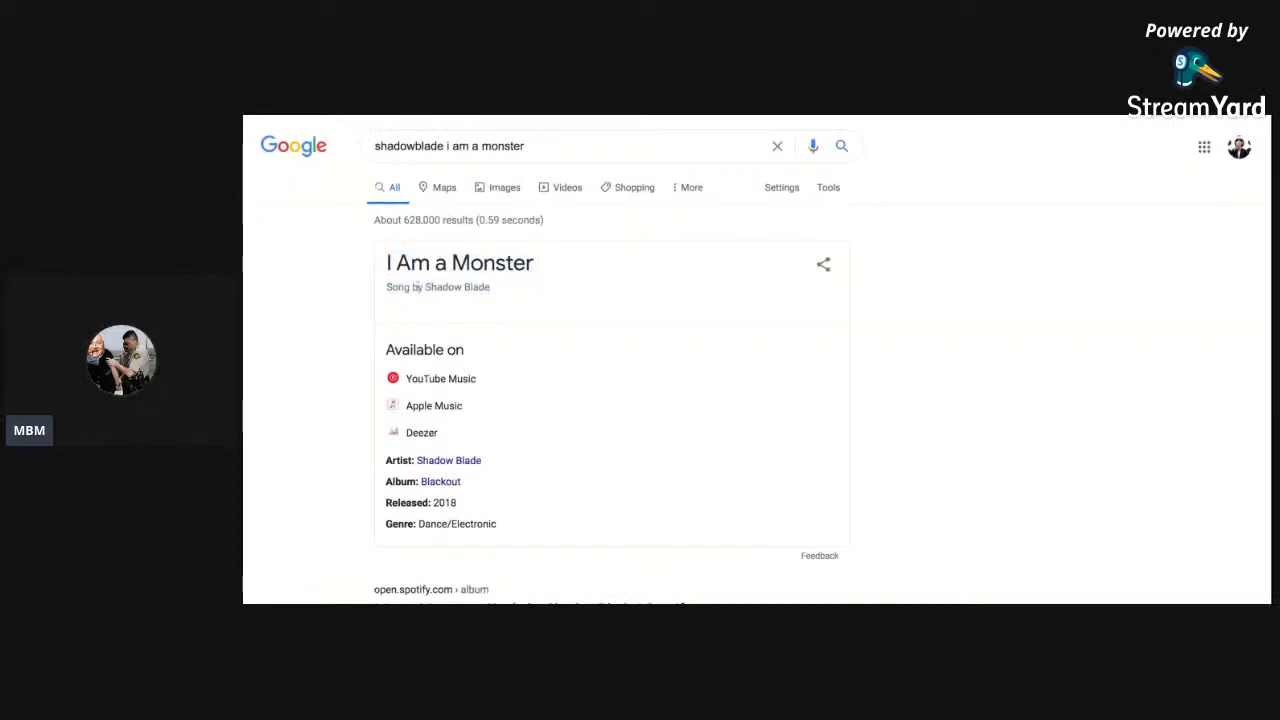 Powered by
StreamYard
Google
shadowblade i am a monster
All Maps Images Videos Shopping More Settings Tools
About 628.000 results (0.59 seconds)
I Am a Monster
Song by Shadow Blade
Available on
YouTube Music
Apple Music
Deezer
Artist: Shadow Blade
Album: Blackout
Released: 2018
Genre: Dance/Electronic
Feedback
open.spotify.com › album
MBM